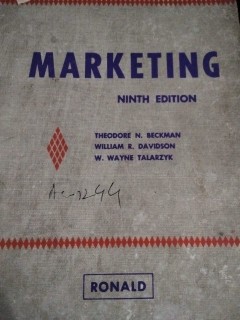 MARKETING
NINTH EDITION
THEODORE N. BECKMAN
WILLIAM R. DAVIDSON
W. WAYNE TALARZYK
RONALD